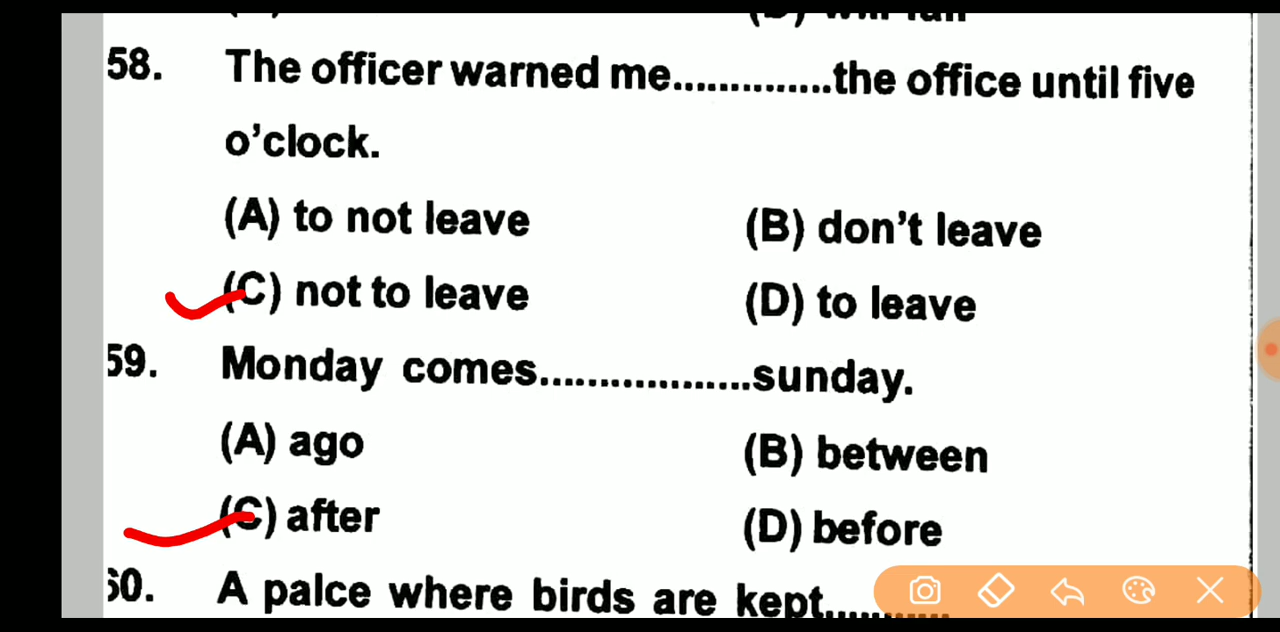 58. The officer warned me..............the office until five
o'clock.
(A) to not leave (B) don't leave
(C) not to leave (D) to leave
59. Monday comes..................sunday.
(A) ago (B) between
(C) after (D) before
60. A palce where birds are kept...........